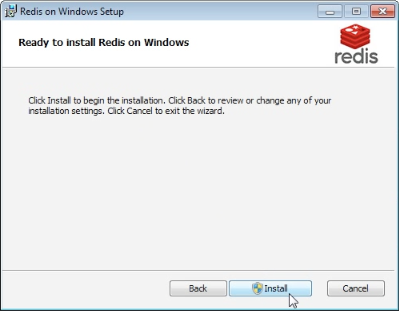 Redis on Windows Setup
Ready to install Redis on Windows
redis
Click Install to begin the installation. Click Back to review or change any of your
installation settings. Click Cancel to exit the wizard.
Back
Install
Cancel